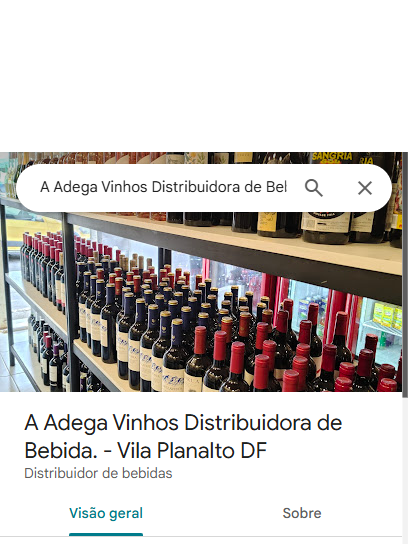 SANGRIA
A Adega Vinhos Distribuidora de Bel
A Adega Vinhos Distribuidora de
Bebida. - Vila Planalto DF
Distribuidor de bebidas
Visão geral
Sobre